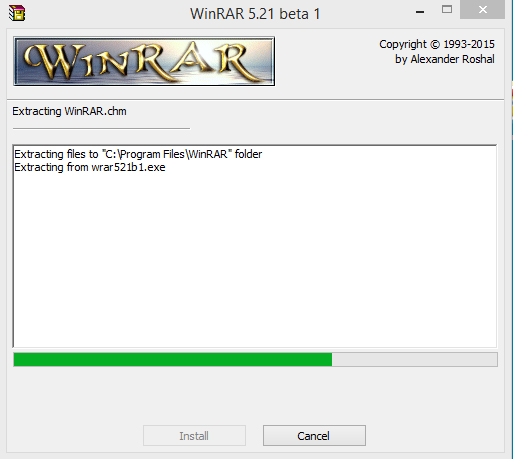 WinRAR 5.21 beta 1
WinRAR
Copyright © 1993-2015
by Alexander Roshal
Extracting WinRAR.chm
Extracting files to "C:\Program Files\WinRAR" folder
Extracting from wrar521b1.exe
Install
Cancel